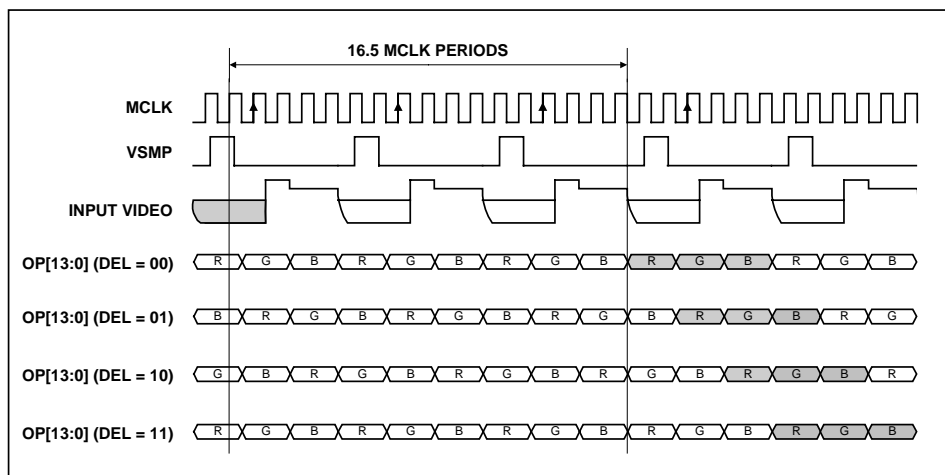 16.5 MCLK PERIODS
MCLK
VSMP
INPUT VIDEO
OP[13:0] (DEL = 00) R G B R G B R G B R G B R G B
OP[13:0] (DEL = 01) B R G B R G B R G B R G B R G
OP[13:0] (DEL = 10) G B R G B R G B R G B R G B R
OP[13:0] (DEL = 11) R G B R G B R G B R G B R G B